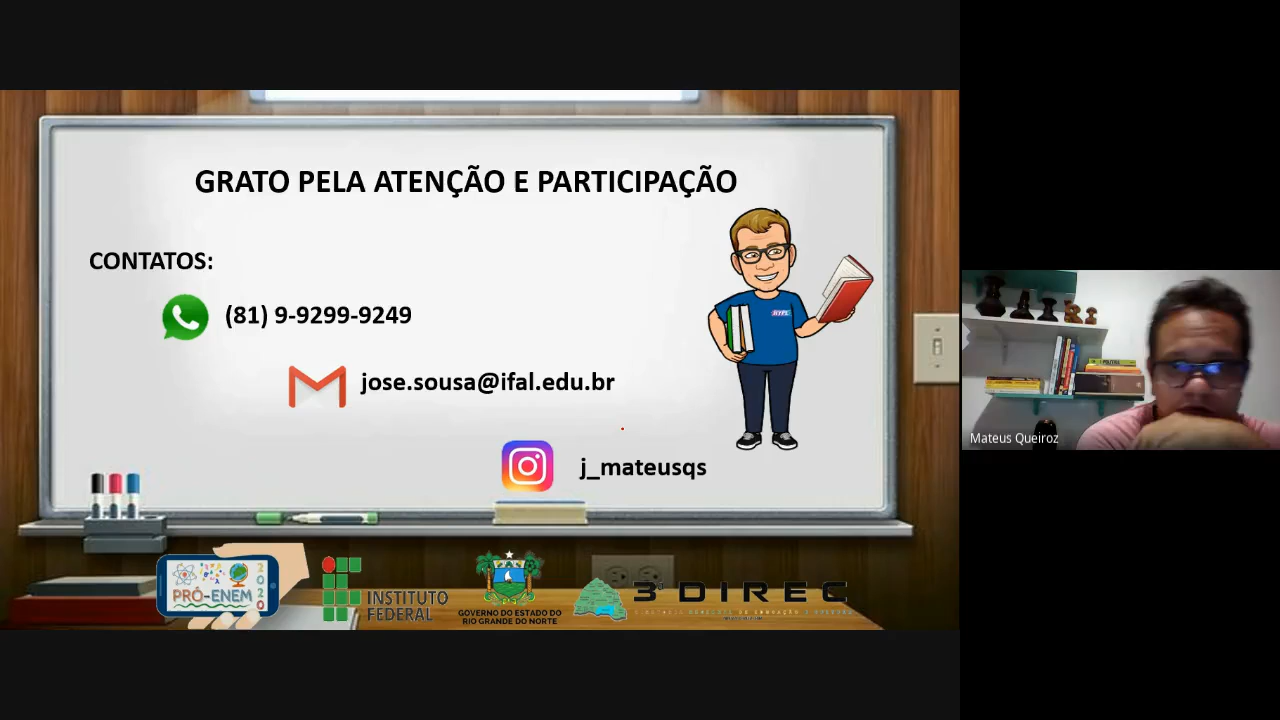 GRATO PELA ATENÇÃO E PARTICIPAÇÃO
CONTATOS:
(81) 9-9299-9249
jose.sousa@ifal.edu.br
j_mateusqs
Mateus Queiroz
PRÓ-ENEM
2020
INSTITUTO
FEDERAL
GOVERNO DO ESTADO DO
RIO GRANDE DO NORTE
3ª DIREC